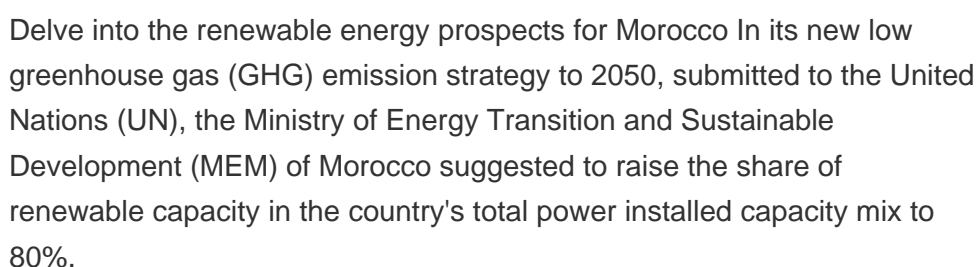 Delve into the renewable energy prospects for Morocco In its new low
greenhouse gas (GHG) emission strategy to 2050, submitted to the United
Nations (UN), the Ministry of Energy Transition and Sustainable
Development (MEM) of Morocco suggested to raise the share of
renewable capacity in the country's total power installed capacity mix to
80%.